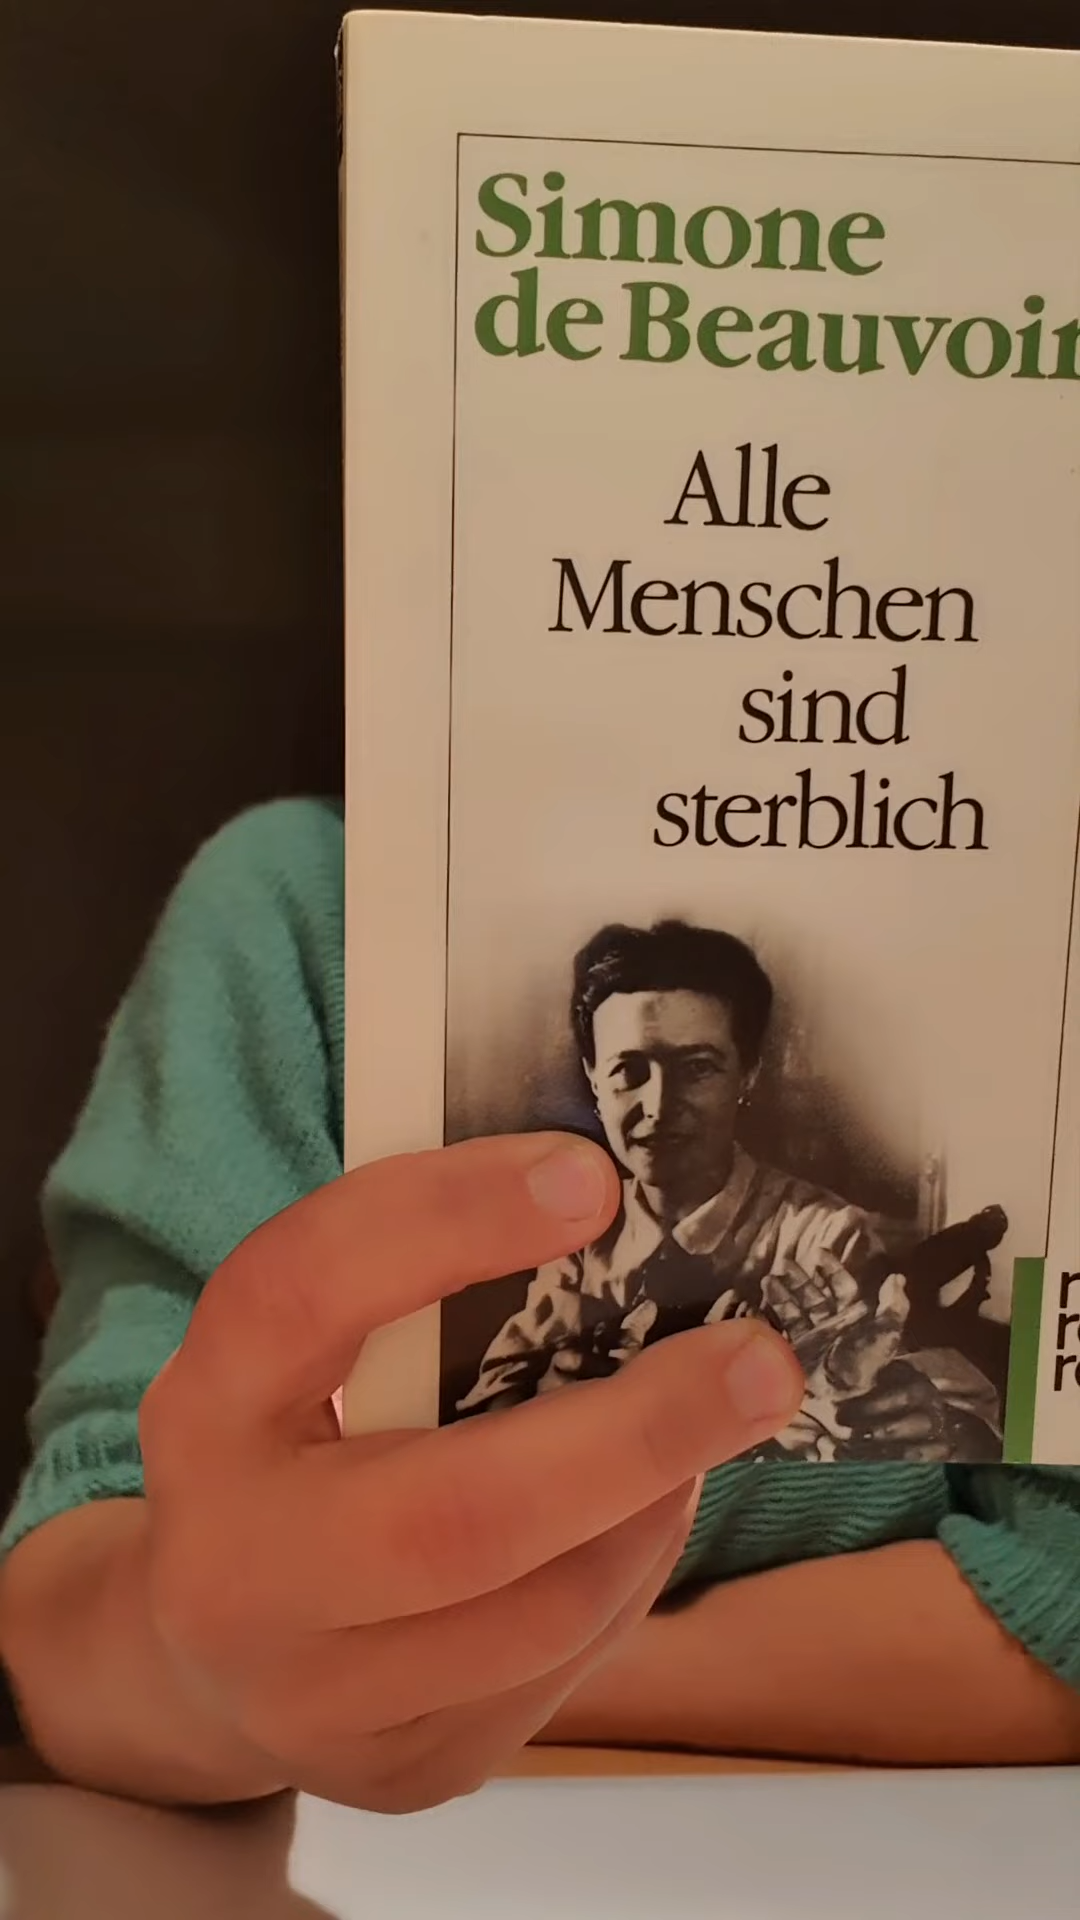 Simone
de Beauvoir
Alle
Menschen
sind
sterblich